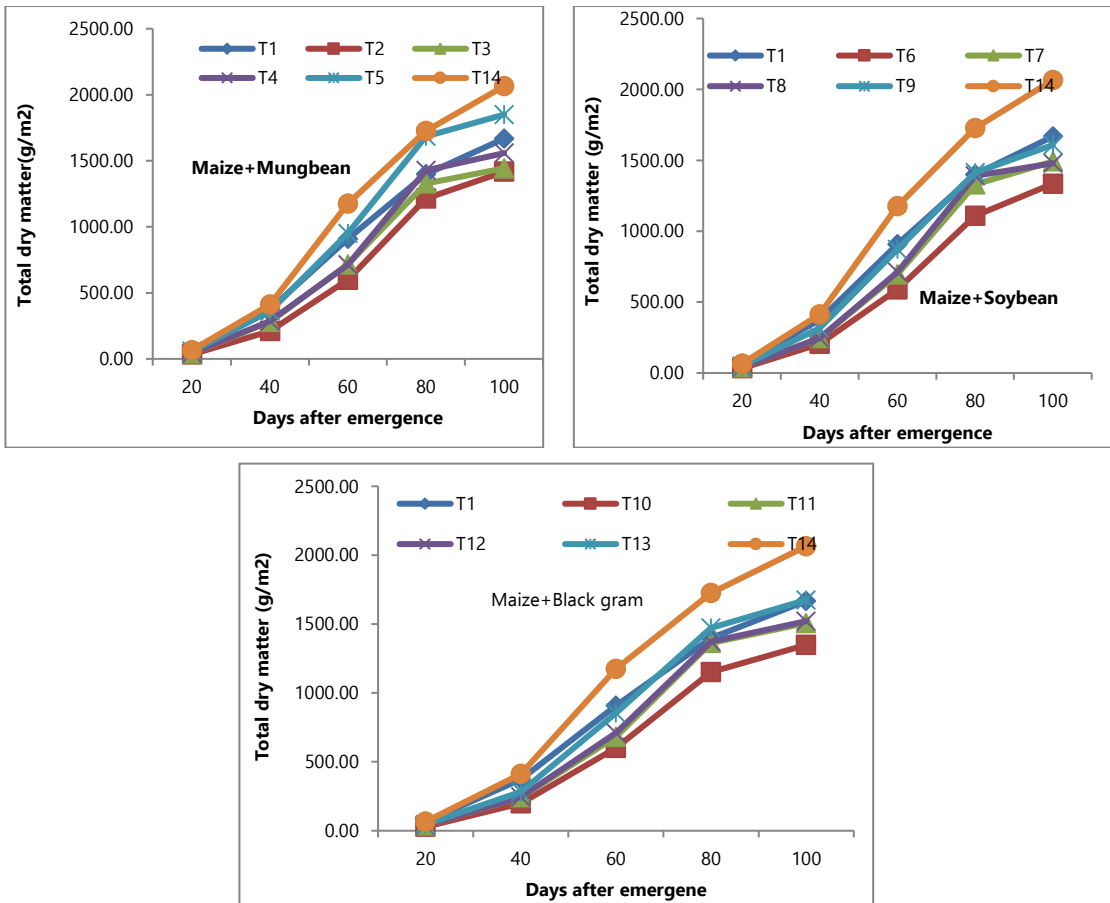 2500.00
T1 T2 T3
T4 T5 T14
2000.00
1500.00
Maize+Mungbean
1000.00
500.00
0.00
Total dry matter(g/m2)
20 40 60 80 100
Days after emergence
2500.00
T1 T6 T7
T8 T9 T14
2000.00
1500.00
1000.00
500.00
Maize+Soybean
0.00
Total dry matter (g/m2)
20 40 60 80 100
Days after emergence
2500.00
T1 T10 T11
T12 T13 T14
2000.00
1500.00
Maize+Black gram
1000.00
500.00
0.00
Total dry matter (g/m2)
20 40 60 80 100
Days after emergene